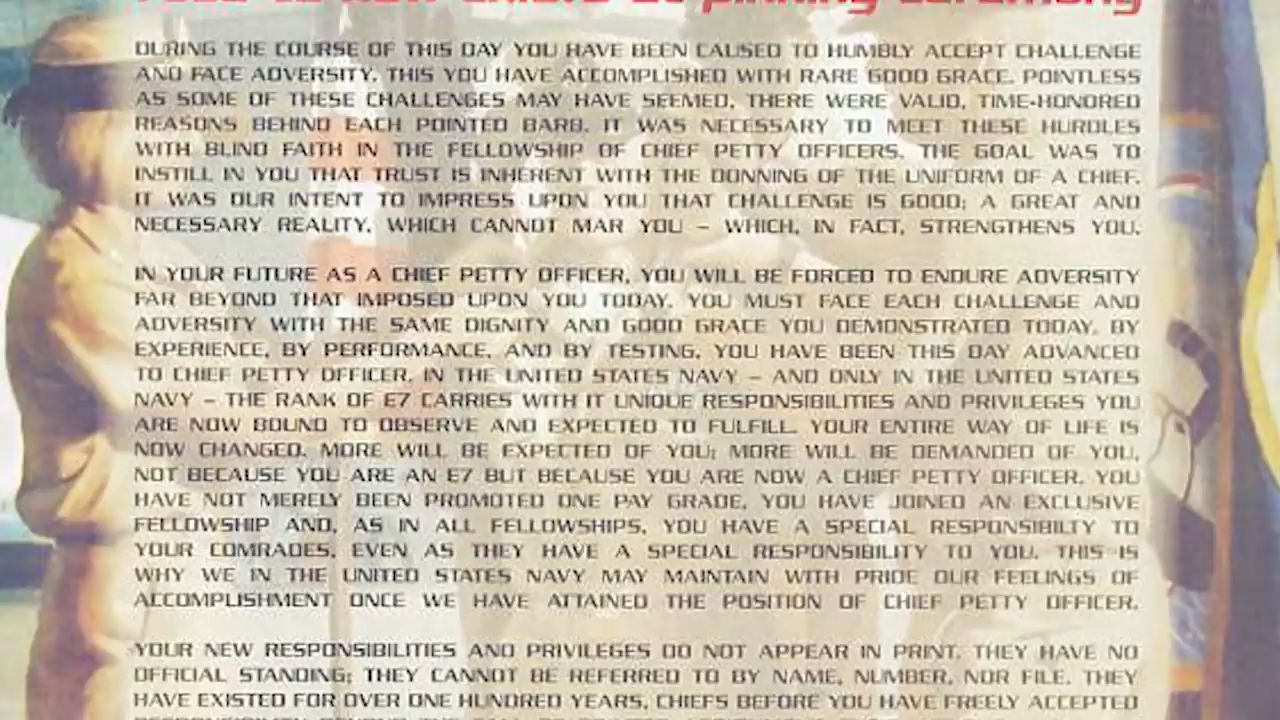 read to new chiefs at pinning ceremony
DURING THE COURSE OF THIS DAY YOU HAVE BEEN CAUSED TO HUMBLY ACCEPT CHALLENGE
AND FACE ADVERSITY. THIS YOU HAVE ACCOMPLISHED WITH RARE GOOD GRACE. POINTLESS
AS SOME OF THESE CHALLENGES MAY HAVE SEEMED, THERE WERE VALID, TIME-HONORED
REASONS BEHIND EACH POINTED BARB. IT WAS NECESSARY TO MEET THESE HURDLES
WITH BLIND FAITH IN THE FELLOWSHIP OF CHIEF PETTY OFFICERS. THE GOAL WAS TO
INSTILL IN YOU THAT TRUST IS INHERENT WITH THE DONNING OF THE UNIFORM OF A CHIEF.
IT WAS OUR INTENT TO IMPRESS UPON YOU THAT CHALLENGE IS GOOD; A GREAT AND
NECESSARY REALITY, WHICH CANNOT MAR YOU – WHICH, IN FACT, STRENGTHENS YOU.
IN YOUR FUTURE AS A CHIEF PETTY OFFICER, YOU WILL BE FORCED TO ENDURE ADVERSITY
FAR BEYOND THAT IMPOSED UPON YOU TODAY. YOU MUST FACE EACH CHALLENGE AND
ADVERSITY WITH THE SAME DIGNITY AND GOOD GRACE YOU DEMONSTRATED TODAY. BY
EXPERIENCE, BY PERFORMANCE, AND BY TESTING, YOU HAVE BEEN THIS DAY ADVANCED
TO CHIEF PETTY OFFICER. IN THE UNITED STATES NAVY – AND ONLY IN THE UNITED STATES
NAVY – THE RANK OF E7 CARRIES WITH IT UNIQUE RESPONSIBILITIES AND PRIVILEGES YOU
ARE NOW BOUND TO OBSERVE AND EXPECTED TO FULFILL. YOUR ENTIRE WAY OF LIFE IS
NOW CHANGED. MORE WILL BE EXPECTED OF YOU; MORE WILL BE DEMANDED OF YOU,
NOT BECAUSE YOU ARE AN E7 BUT BECAUSE YOU ARE NOW A CHIEF PETTY OFFICER. YOU
HAVE NOT MERELY BEEN PROMOTED ONE PAY GRADE, YOU HAVE JOINED AN EXCLUSIVE
FELLOWSHIP AND, AS IN ALL FELLOWSHIPS, YOU HAVE A SPECIAL RESPONSIBILTY TO
YOUR COMRADES, EVEN AS THEY HAVE A SPECIAL RESPONSIBILITY TO YOU. THIS IS
WHY WE IN THE UNITED STATES NAVY MAY MAINTAIN WITH PRIDE OUR FEELINGS OF
ACCOMPLISHMENT ONCE WE HAVE ATTAINED THE POSITION OF CHIEF PETTY OFFICER.
YOUR NEW RESPONSIBILITIES AND PRIVILEGES DO NOT APPEAR IN PRINT. THEY HAVE NO
OFFICIAL STANDING; THEY CANNOT BE REFERRED TO BY NAME, NUMBER, NOR FILE. THEY
HAVE EXISTED FOR OVER ONE HUNDRED YEARS, CHIEFS BEFORE YOU HAVE FREELY ACCEPTED